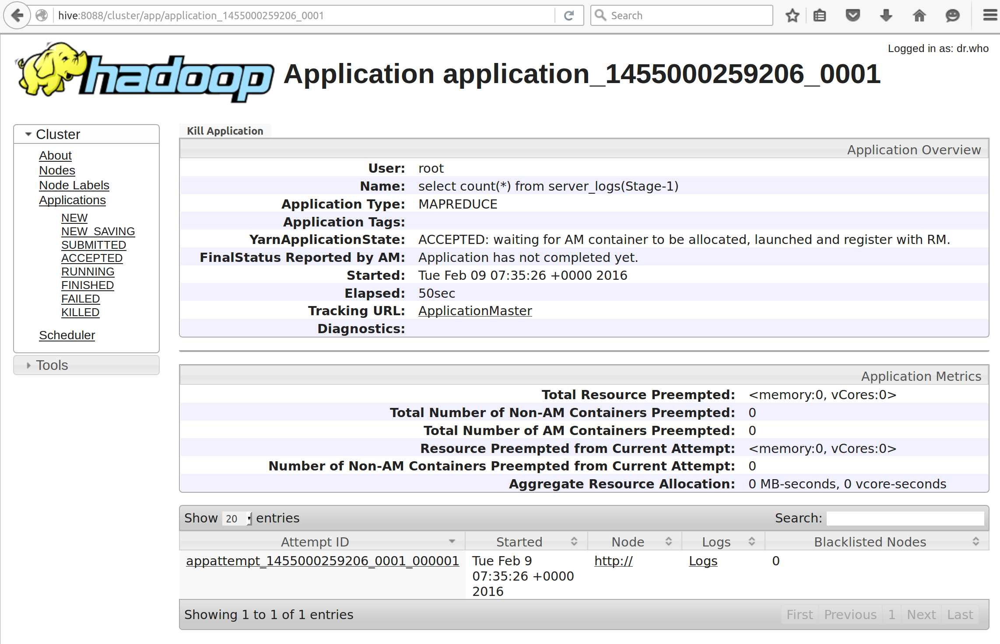 hive:8088/cluster/app/application_1455000259206_0001
Search
Logged in as: dr.who
hadoop
Application application_1455000259206_0001
Cluster
About
Nodes
Node Labels
Applications
NEW
NEW_SAVING
SUBMITTED
ACCEPTED
RUNNING
FINISHED
FAILED
KILLED
Scheduler
Tools
Kill Application
Application Overview
User: root
Name: select count(*) from server_logs(Stage-1)
Application Type: MAPREDUCE
Application Tags:
YarnApplicationState: ACCEPTED: waiting for AM container to be allocated, launched and register with RM.
FinalStatus Reported by AM: Application has not completed yet.
Started: Tue Feb 09 07:35:26 +0000 2016
Elapsed: 50sec
Tracking URL: ApplicationMaster
Diagnostics:
Application Metrics
Total Resource Preempted: <memory:0, vCores:0>
Total Number of Non-AM Containers Preempted: 0
Total Number of AM Containers Preempted: 0
Resource Preempted from Current Attempt: <memory:0, vCores:0>
Number of Non-AM Containers Preempted from Current Attempt: 0
Aggregate Resource Allocation: 0 MB-seconds, 0 vcore-seconds
Show 20 entries Search:
Attempt ID Started Node Logs Blacklisted Nodes
appattempt_1455000259206_0001_000001 Tue Feb 9 http:// Logs 0
07:35:26 +0000
2016
Showing 1 to 1 of 1 entries First Previous 1 Next Last